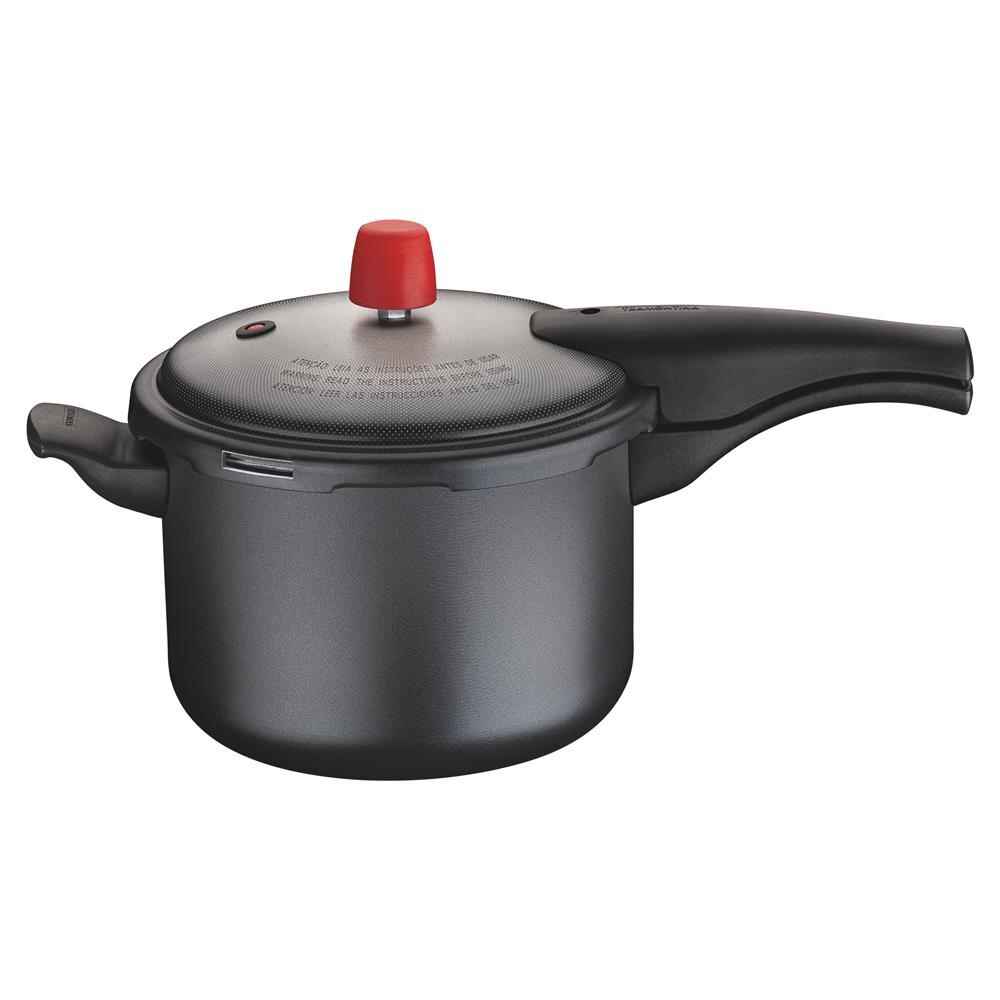 TRAMONTINA
ATENÇÃO: LEIA AS INSTRUÇÕES ANTES DE USAR
WARNING: READ THE INSTRUCTIONS BEFORE USING
ATENCIÓN: LEER LAS INSTRUCCIONES ANTES DEL USO